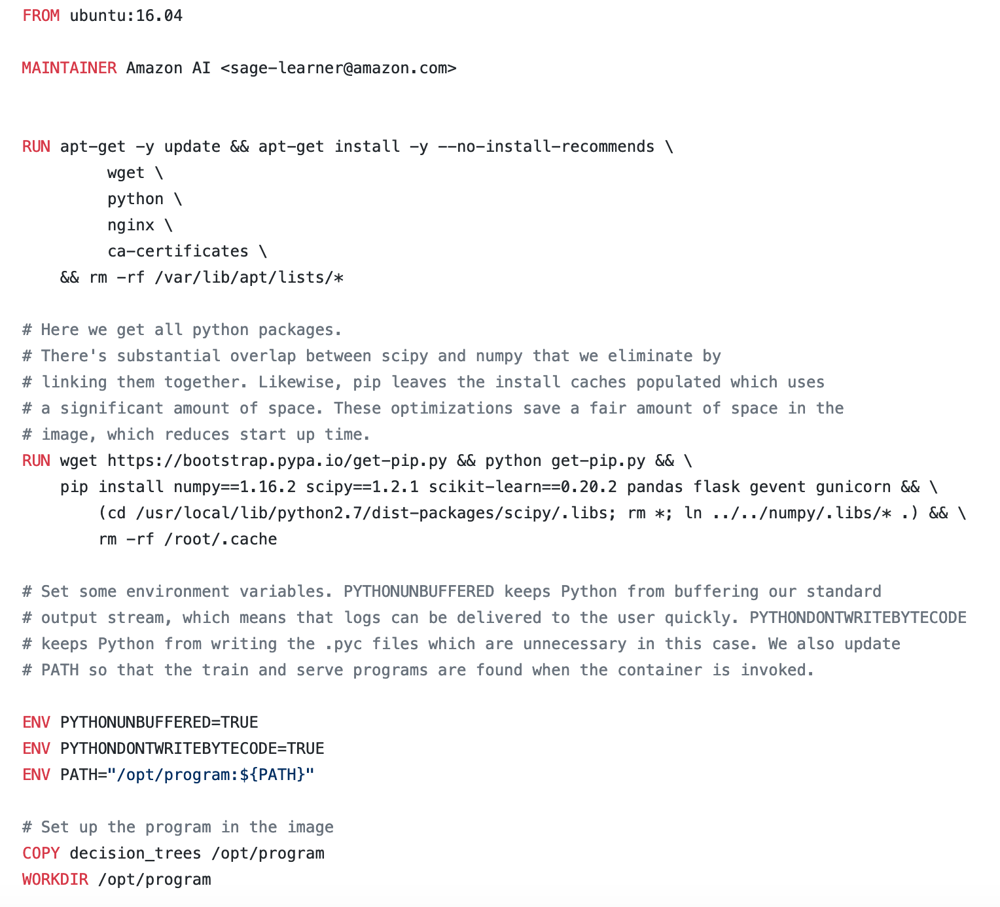 FROM ubuntu:16.04
MAINTAINER Amazon AI <sage-learner@amazon.com>
RUN apt-get -y update && apt-get install -y --no-install-recommends \
wget \
python \
nginx \
ca-certificates \
&& rm -rf /var/lib/apt/lists/*
# Here we get all python packages.
# There's substantial overlap between scipy and numpy that we eliminate by
# linking them together. Likewise, pip leaves the install caches populated which uses
# a significant amount of space. These optimizations save a fair amount of space in the
# image, which reduces start up time.
RUN wget https://bootstrap.pypa.io/get-pip.py && python get-pip.py && \
pip install numpy==1.16.2 scipy==1.2.1 scikit-learn==0.20.2 pandas flask gevent gunicorn && \
(cd /usr/local/lib/python2.7/dist-packages/scipy/.libs; rm *; ln ../../numpy/.libs/* .) && \
rm -rf /root/.cache
# Set some environment variables. PYTHONUNBUFFERED keeps Python from buffering our standard
# output stream, which means that logs can be delivered to the user quickly. PYTHONDONTWRITEBYTECODE
# keeps Python from writing the .pyc files which are unnecessary in this case. We also update
# PATH so that the train and serve programs are found when the container is invoked.
ENV PYTHONUNBUFFERED=TRUE
ENV PYTHONDONTWRITEBYTECODE=TRUE
ENV PATH="/opt/program:${PATH}"
# Set up the program in the image
COPY decision_trees /opt/program
WORKDIR /opt/program